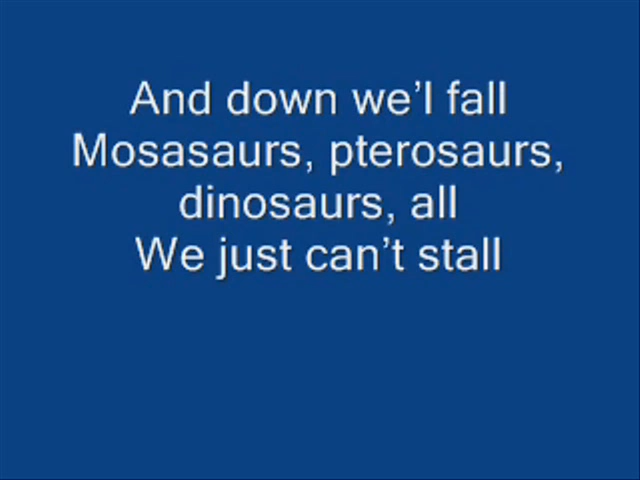 And down we’l fall
Mosasaurs, pterosaurs,
dinosaurs, all
We just can’t stall